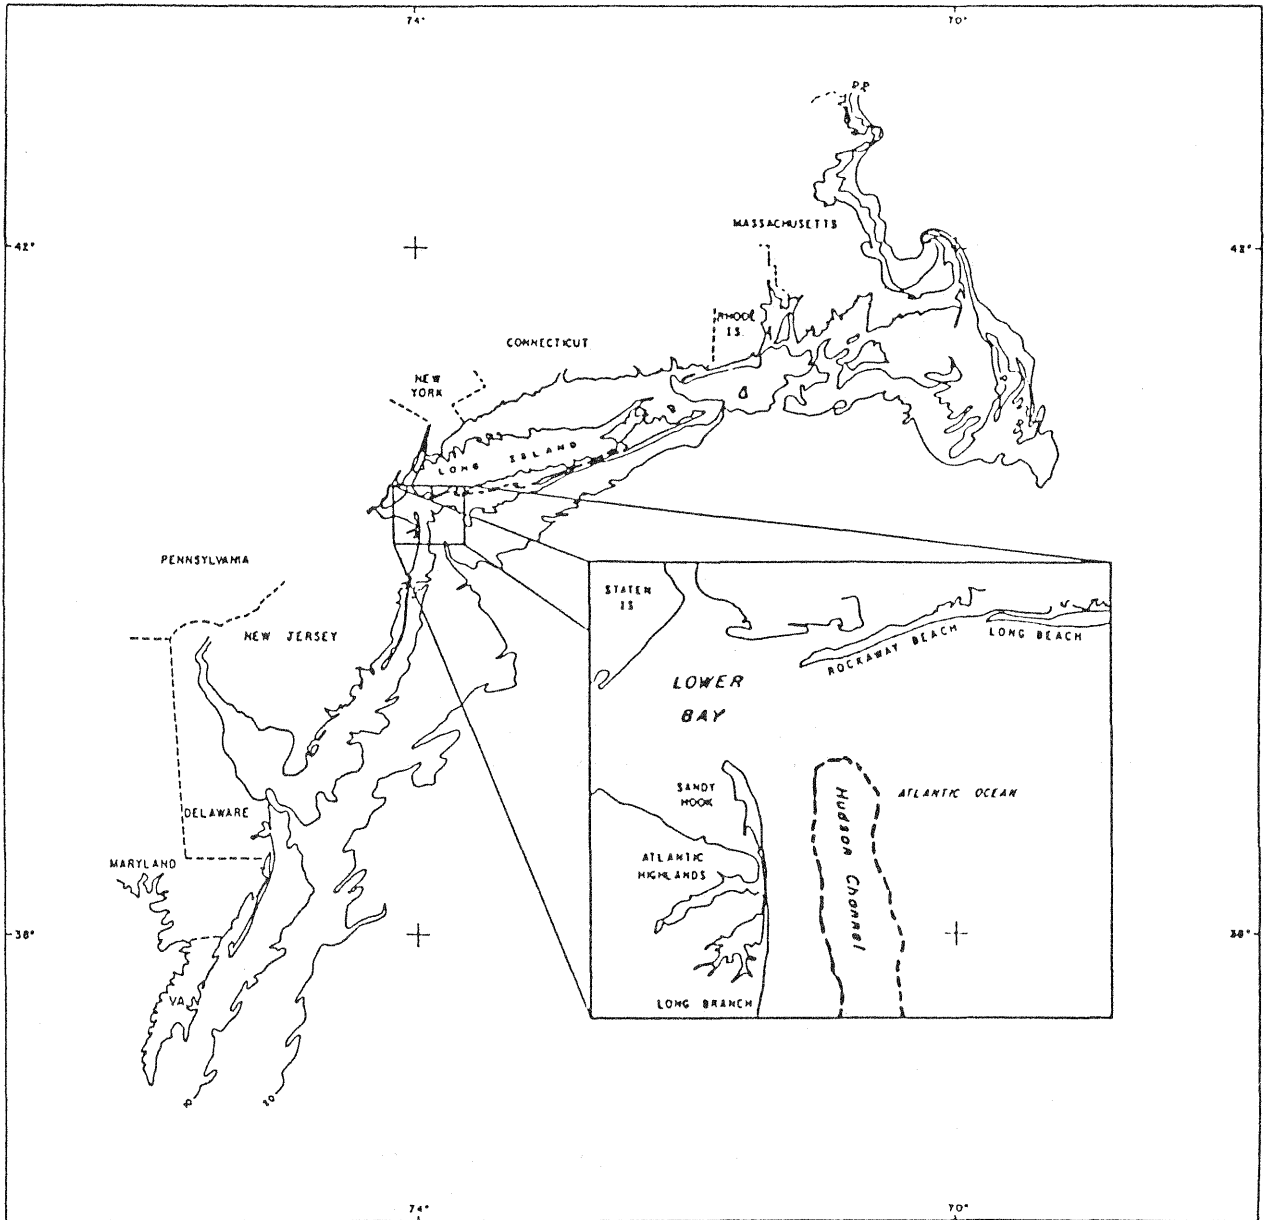 74°
70°
MASSACHUSETTS
42°
42°
RHODE
IS.
CONNECTICUT
NEW
YORK
LONG ISLAND
PENNSYLVANIA
NEW JERSEY
STATEN
IS
ROCKAWAY BEACH
LONG BEACH
LOWER
BAY
SANDY
HOOK
Hudson Channel
ATLANTIC OCEAN
DELAWARE
MARYLAND
ATLANTIC
HIGHLANDS
38°
38°
VA.
LONG BRANCH
10
20
74°
70°